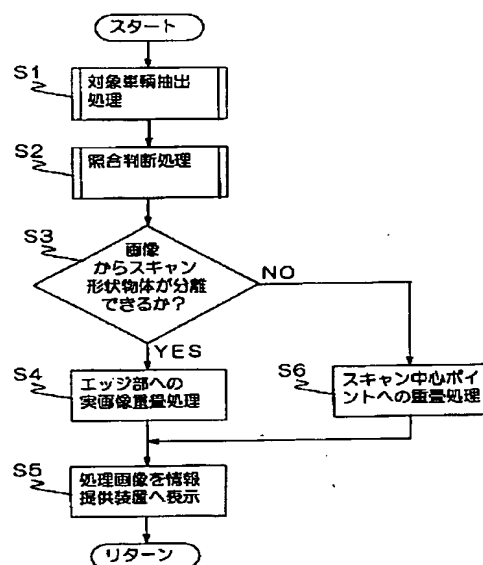 スタート
S1
対象車輌抽出
処理
S2
照合判断処理
S3
画像
からスキャン
形状物体が分離
できるか?
NO
YES
S4
エッジ部への
実画像重畳処理
S6
スキャン中心ポイ
ントへの重畳処理
S5
処理画像を情報
提供装置へ表示
リターン